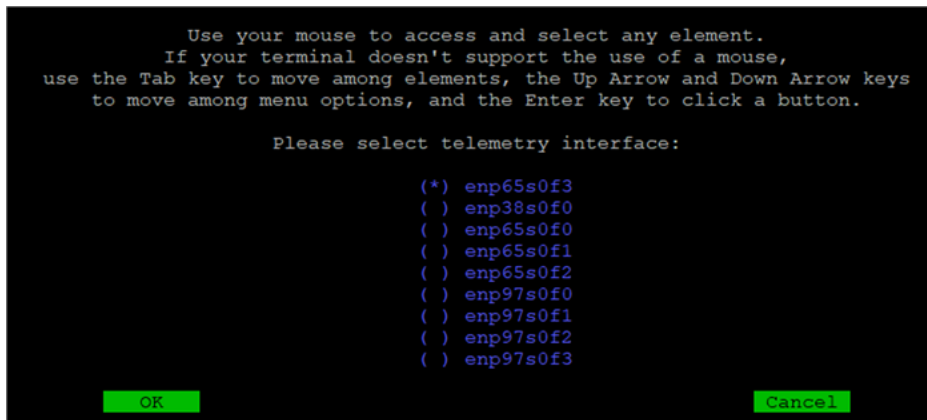 Use your mouse to access and select any element.
If your terminal doesn't support the use of a mouse,
use the Tab key to move among elements, the Up Arrow and Down Arrow keys
to move among menu options, and the Enter key to click a button.
Please select telemetry interface:
(*) enp65s0f3
( ) enp38s0f0
( ) enp65s0f0
( ) enp65s0f1
( ) enp65s0f2
( ) enp97s0f0
( ) enp97s0f1
( ) enp97s0f2
( ) enp97s0f3
OK Cancel